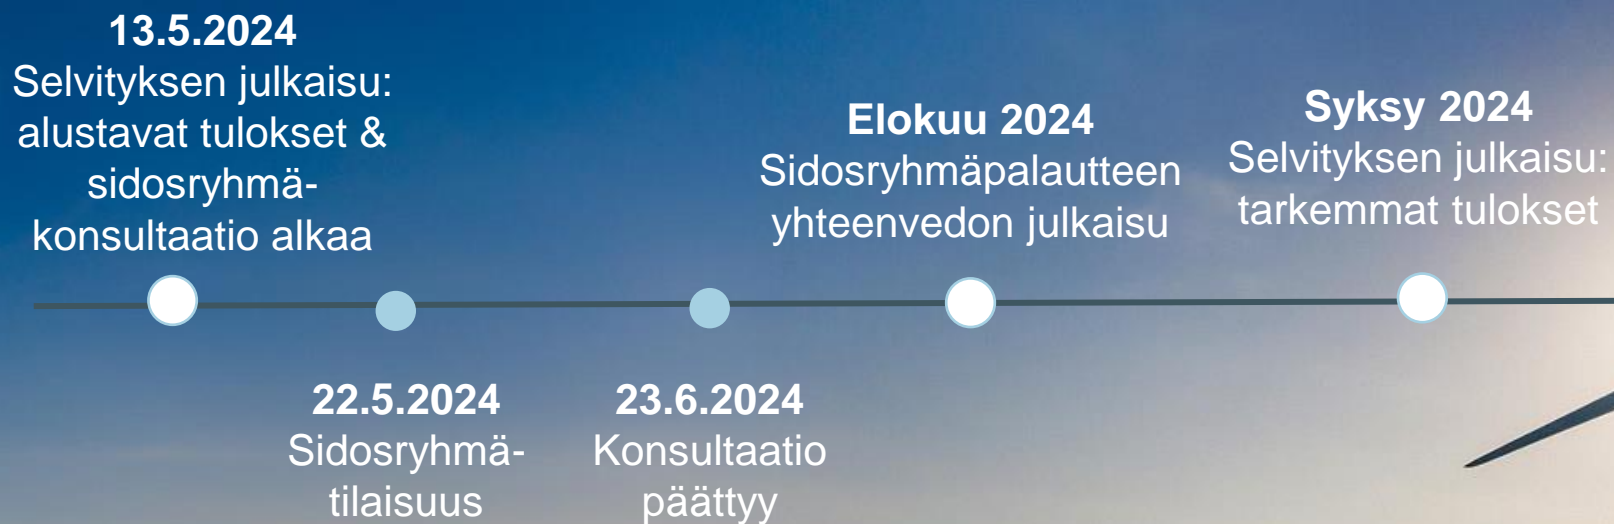 13.5.2024
Selvityksen julkaisu:
alustavat tulokset &
sidosryhmä-
konsultaatio alkaa
22.5.2024
Sidosryhmä-
tilaisuus
23.6.2024
Konsultaatio
päättyy
Elokuu 2024
Sidosryhmäpalautteen
yhteenvedon julkaisu
Syksy 2024
Selvityksen julkaisu:
tarkemmat tulokset